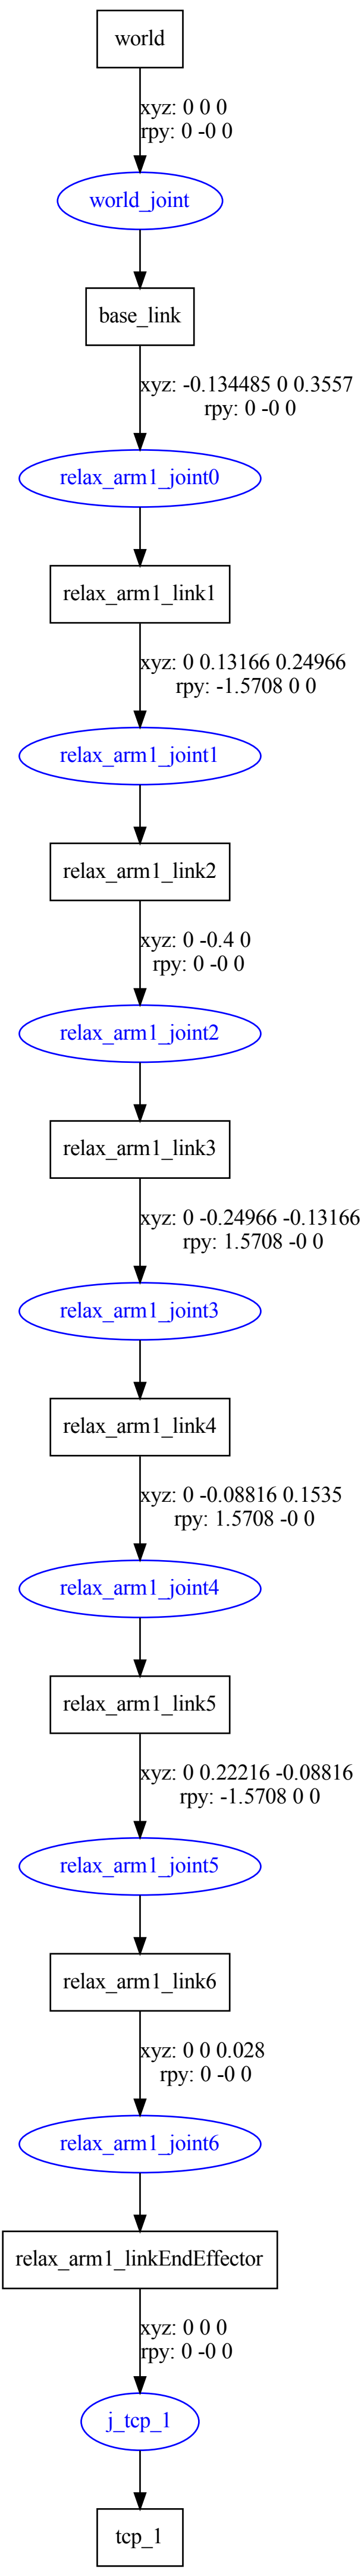 world
xyz: 0 0 0
rpy: 0 -0 0
world_joint
base_link
xyz: -0.134485 0 0.3557
rpy: 0 -0 0
relax_arm1_joint0
relax_arm1_link1
xyz: 0 0.13166 0.24966
rpy: -1.5708 0 0
relax_arm1_joint1
relax_arm1_link2
xyz: 0 -0.4 0
rpy: 0 -0 0
relax_arm1_joint2
relax_arm1_link3
xyz: 0 -0.24966 -0.13166
rpy: 1.5708 -0 0
relax_arm1_joint3
relax_arm1_link4
xyz: 0 -0.08816 0.1535
rpy: 1.5708 -0 0
relax_arm1_joint4
relax_arm1_link5
xyz: 0 0.22216 -0.08816
rpy: -1.5708 0 0
relax_arm1_joint5
relax_arm1_link6
xyz: 0 0 0.028
rpy: 0 -0 0
relax_arm1_joint6
relax_arm1_linkEndEffector
xyz: 0 0 0
rpy: 0 -0 0
j_tcp_1
tcp_1